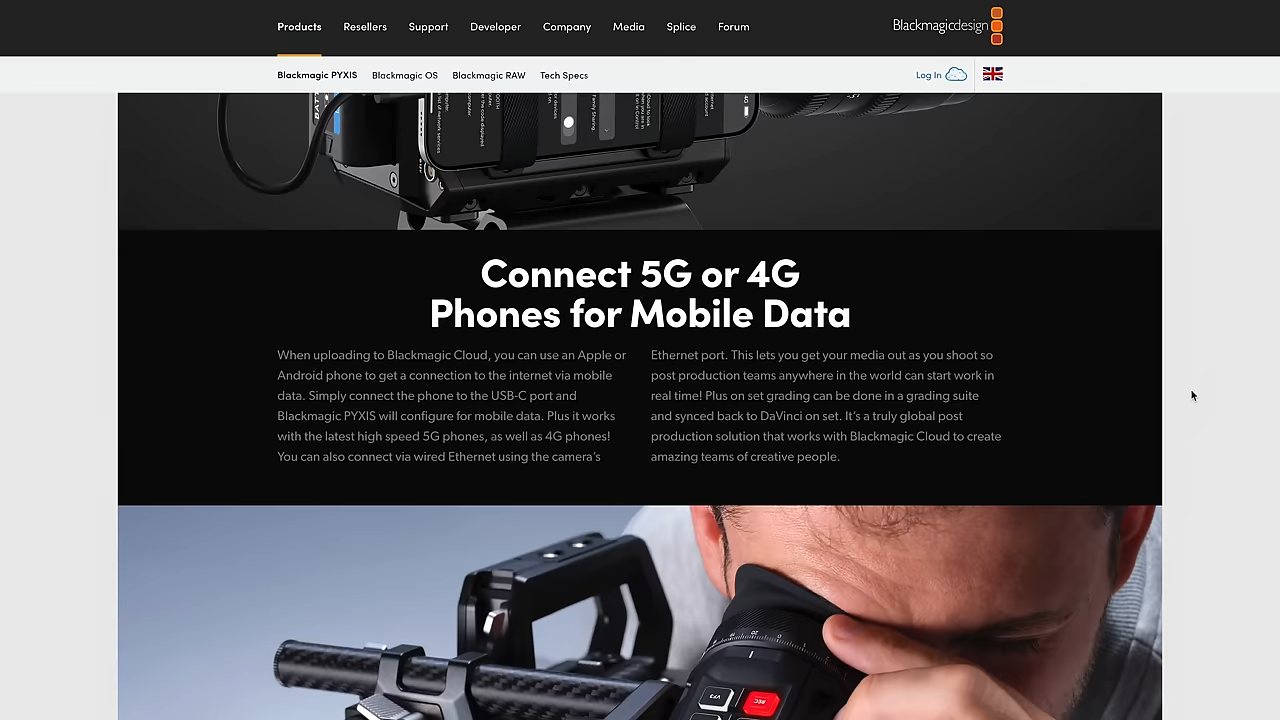 Products Resellers Support Developer Company Media Splice Forum Blackmagicdesign
Blackmagic PYXIS Blackmagic OS Blackmagic RAW Tech Specs Log In
Connect 5G or 4G
Phones for Mobile Data
When uploading to Blackmagic Cloud, you can use an Apple or
Android phone to get a connection to the internet via mobile
data. Simply connect the phone to the USB-C port and
Blackmagic PYXIS will configure for mobile data. Plus it works
with the latest high speed 5G phones, as well as 4G phones!
You can also connect via wired Ethernet using the camera's
Ethernet port. This lets you get your media out as you shoot so
post production teams anywhere in the world can start work in
real time! Plus on set grading can be done in a grading suite
and synced back to DaVinci on set. It's a truly global post
production solution that works with Blackmagic Cloud to create
amazing teams of creative people.
VF3
REC